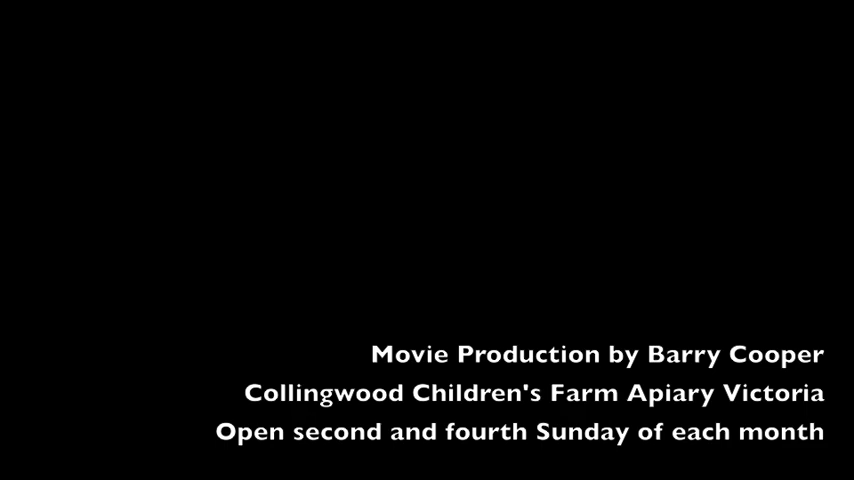 Movie Production by Barry Cooper
Collingwood Children's Farm Apiary Victoria
Open second and fourth Sunday of each month